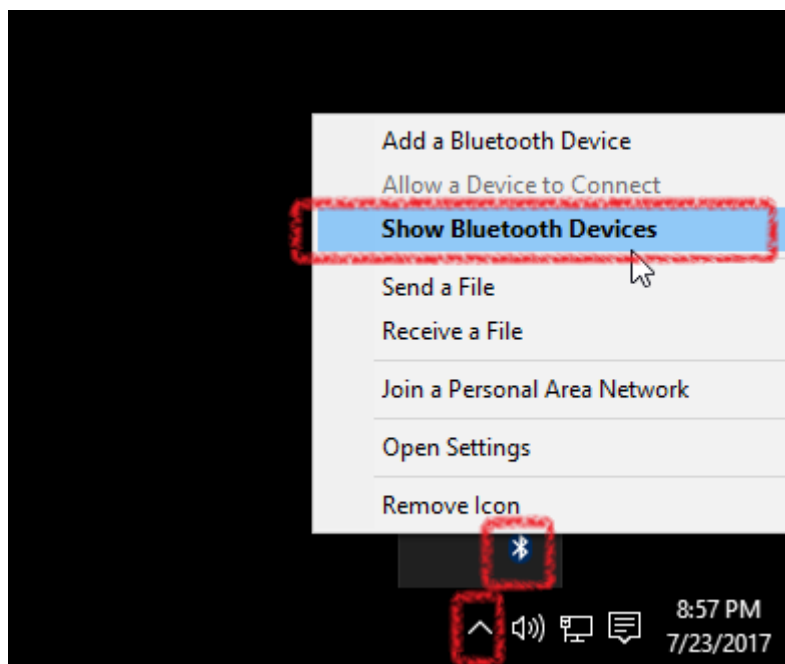 Add a Bluetooth Device
Allow a Device to Connect
Show Bluetooth Devices
Send a File
Receive a File
Join a Personal Area Network
Open Settings
Remove Icon
8:57 PM
7/23/2017